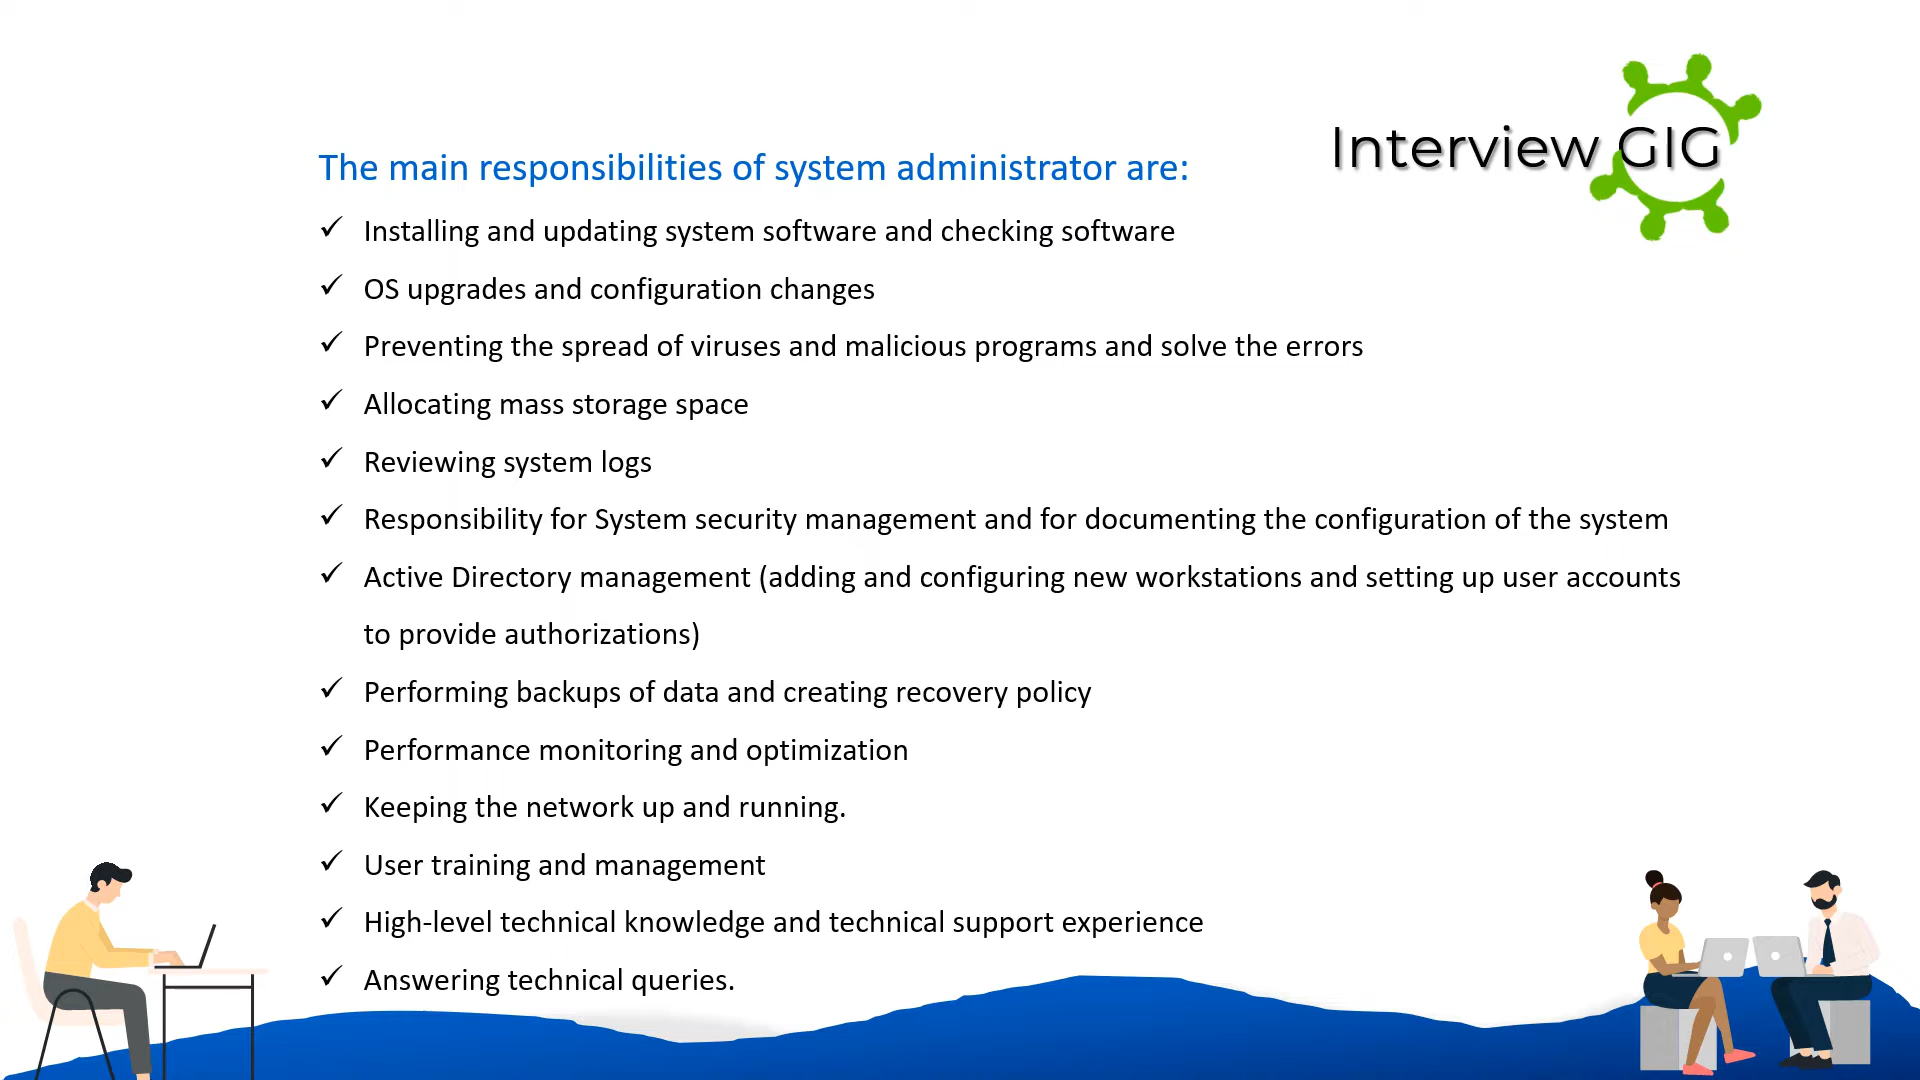 Interview GIG
The main responsibilities of system administrator are:
✓ Installing and updating system software and checking software
✓ OS upgrades and configuration changes
✓ Preventing the spread of viruses and malicious programs and solve the errors
✓ Allocating mass storage space
✓ Reviewing system logs
✓ Responsibility for System security management and for documenting the configuration of the system
✓ Active Directory management (adding and configuring new workstations and setting up user accounts
to provide authorizations)
✓ Performing backups of data and creating recovery policy
✓ Performance monitoring and optimization
✓ Keeping the network up and running.
✓ User training and management
✓ High-level technical knowledge and technical support experience
✓ Answering technical queries.